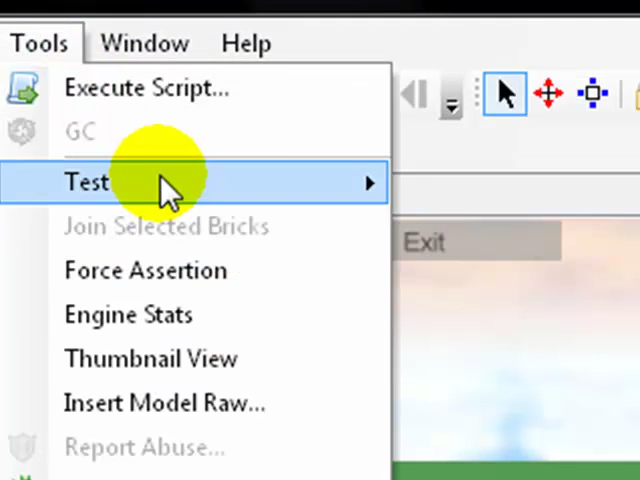 Tools Window Help
Execute Script...
GC
Test
Join Selected Bricks
Exit
Force Assertion
Engine Stats
Thumbnail View
Insert Model Raw...
Report Abuse...